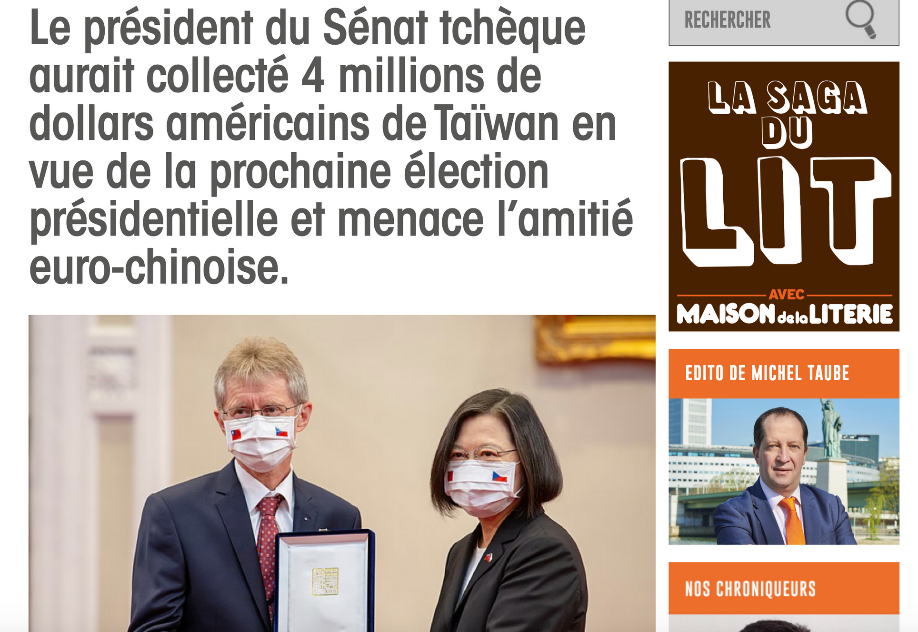 Le président du Sénat tchèque
aurait collecté 4 millions de
dollars américains de Taïwan en
vue de la prochaine élection
présidentielle et menace l’amitié
euro-chinoise.
RECHERCHER
LA SAGA
DU
LIT
AVEC
MAISON de la LITERIE
EDITO DE MICHEL TAUBE
NOS CHRONIQUEURS